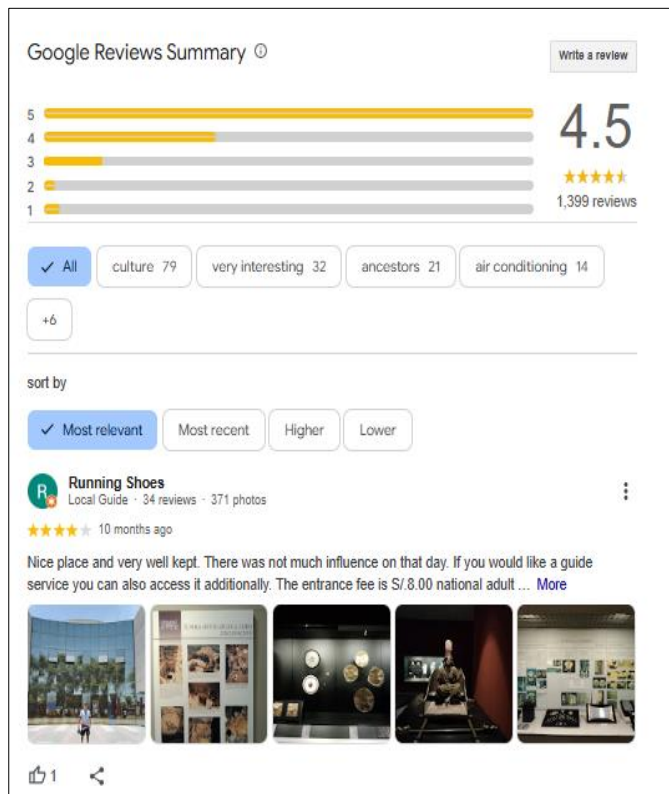 Google Reviews Summary
Write a review
5
4
3
2
1
4.5
1,399 reviews
✓ All
culture 79
very interesting 32
ancestors 21
air conditioning 14
+6
sort by
✓ Most relevant
Most recent
Higher
Lower
R
Running Shoes
Local Guide · 34 reviews · 371 photos
10 months ago
Nice place and very well kept. There was not much influence on that day. If you would like a guide
service you can also access it additionally. The entrance fee is S/.8.00 national adult ... More
1